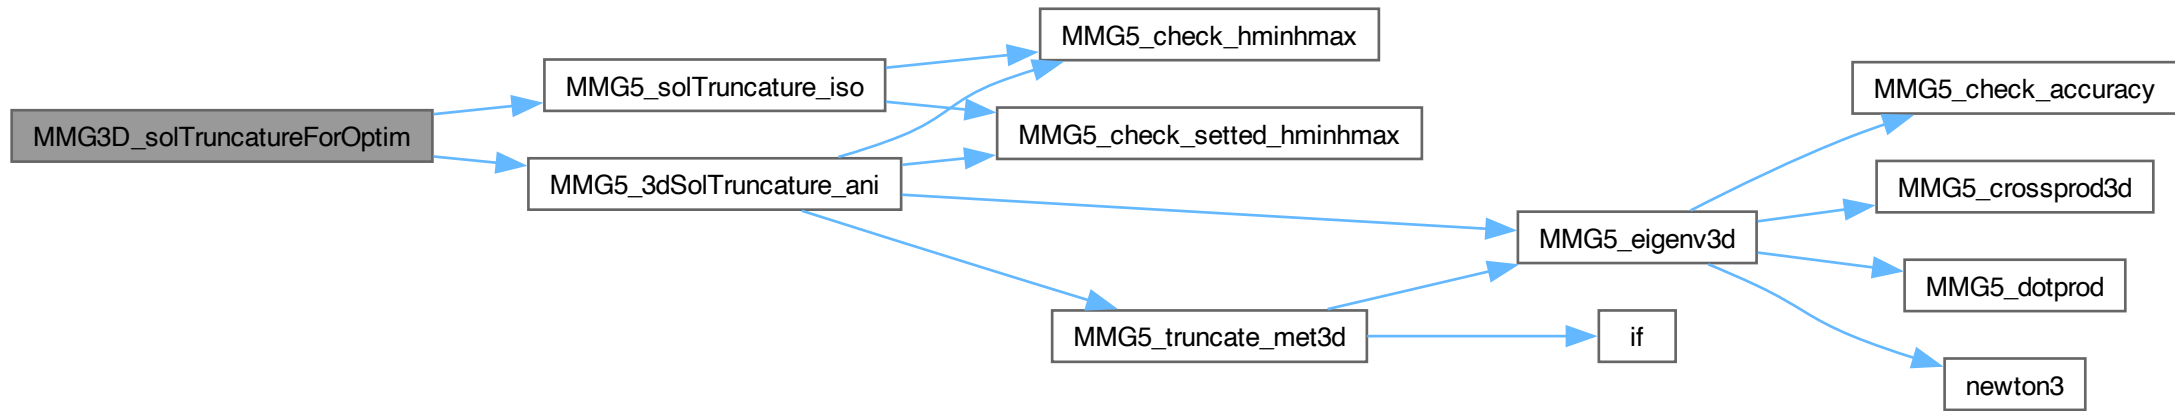 MMG3D_solTruncatureForOptim
MMG5_solTruncature_iso
MMG5_3dSolTruncature_ani
MMG5_check_hminhmax
MMG5_check_setted_hminhmax
MMG5_truncate_met3d
MMG5_eigenv3d
if
MMG5_check_accuracy
MMG5_crossprod3d
MMG5_dotprod
newton3